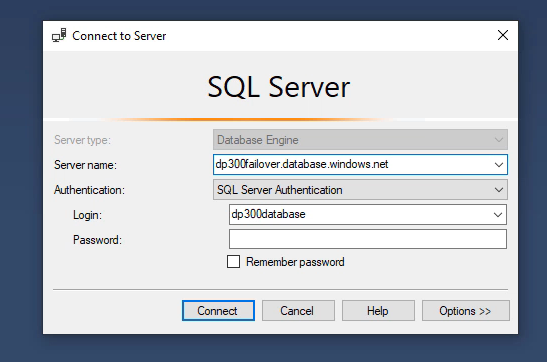 Connect to Server
SQL Server
Server type: Database Engine
Server name: dp300failover.database.windows.net
Authentication: SQL Server Authentication
Login: dp300database
Password:
Remember password
Connect Cancel Help Options >>